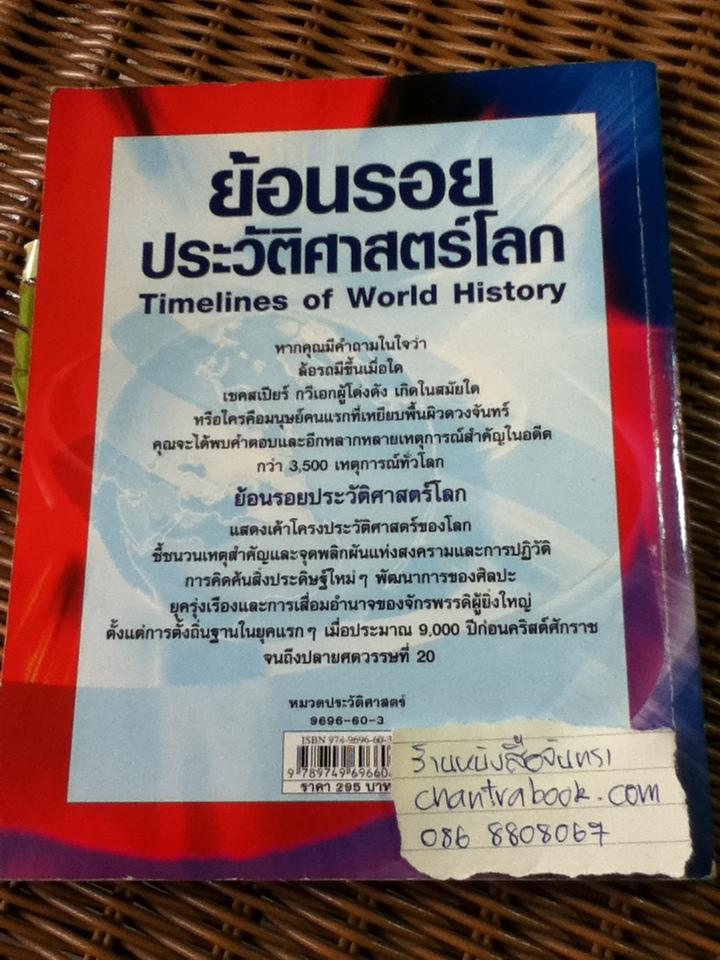 ย้อนรอย
ประวัติศาสตร์โลก
Timelines of World History
หากคุณมีคำถามในใจว่า
ล้อรถมีขึ้นเมื่อใด
เชคสเปียร์ กวีเอกผู้โด่งดัง เกิดในสมัยใด
หรือใครคือมนุษย์คนแรกที่เหยียบพื้นผิวดวงจันทร์
คุณจะได้พบคำตอบและอีกหลากหลายเหตุการณ์สำคัญในอดีต
กว่า 3,500 เหตุการณ์ทั่วโลก
ย้อนรอยประวัติศาสตร์โลก
แสดงเค้าโครงประวัติศาสตร์ของโลก
ชี้ชนวนเหตุสำคัญและจุดพลิกผันแห่งสงครามและการปฏิวัติ
การคิดค้นสิ่งประดิษฐ์ใหม่ ๆ พัฒนาการของศิลปะ
ยุครุ่งเรืองและการเสื่อมอำนาจของจักรพรรดิผู้ยิ่งใหญ่
ตั้งแต่การตั้งถิ่นฐานในยุคแรก ๆ เมื่อประมาณ 9,000 ปีก่อนคริสต์ศักราช
จนถึงปลายศตวรรษที่ 20
หมวดประวัติศาสตร์
9696-60-3
ISBN 974-9696-60-3
9 789749 69660
ราคา 295 บาท
ร้านหนังสือจันทรา
chantrabook.com
086 8808067